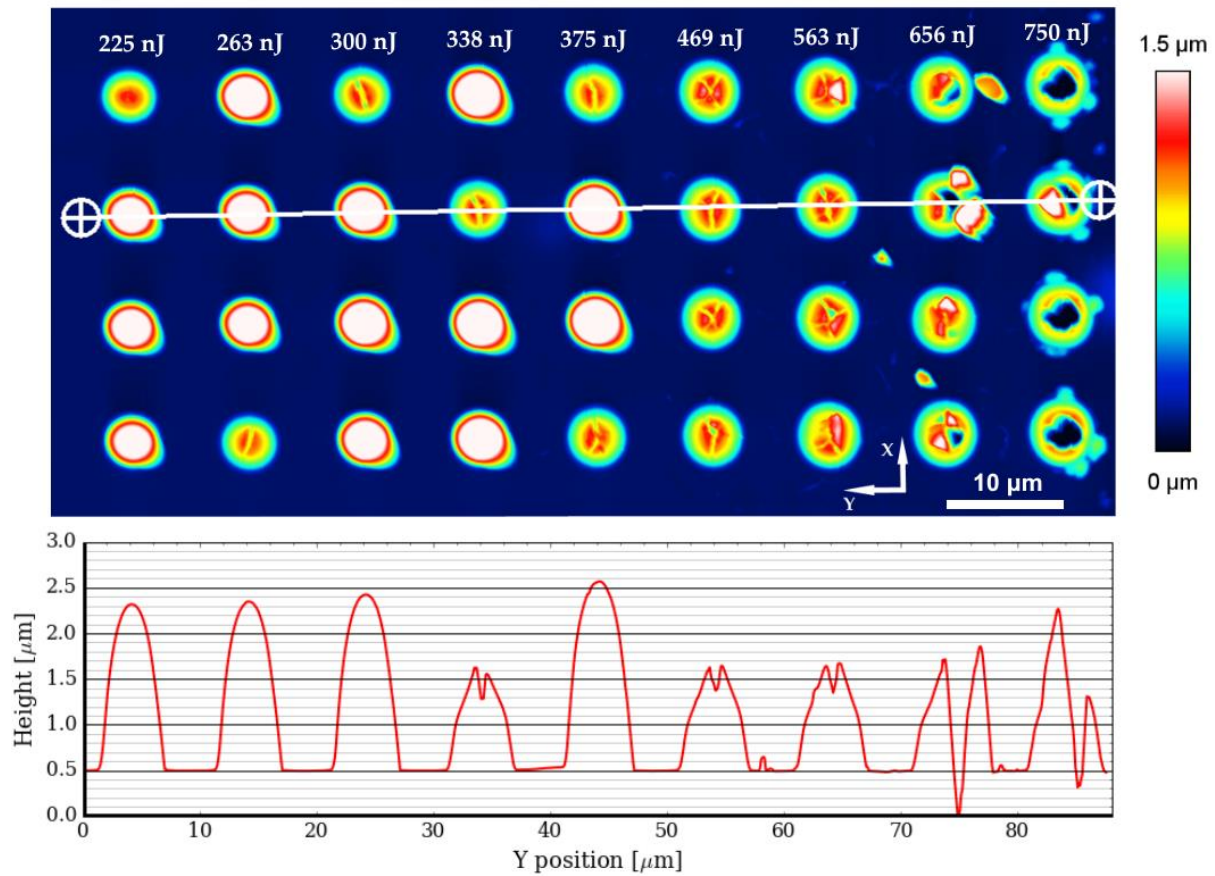 225 nJ 263 nJ 300 nJ 338 nJ 375 nJ 469 nJ 563 nJ 656 nJ 750 nJ
1.5 µm
X
Y
10 µm
0 µm
3.0
2.5
2.0
1.5
1.0
0.5
0.0
Height [µm]
0 10 20 30 40 50 60 70 80
Y position [µm]